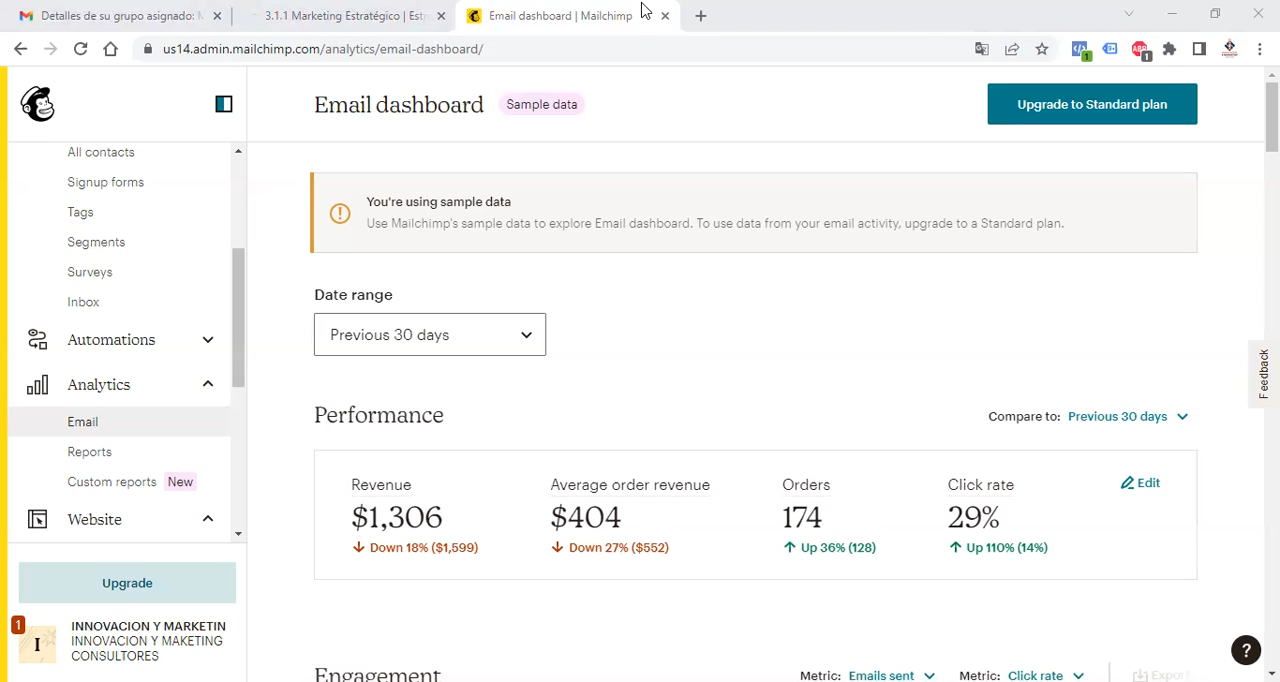 Detalles de su grupo asignado:
3.1.1 Marketing Estratégico | Est
Email dashboard | Mailchimp
us14.admin.mailchimp.com/analytics/email-dashboard/
1
ABP
1
All contacts
Signup forms
Tags
Segments
Surveys
Inbox
Automations
Analytics
Email
Reports
Custom reports New
Website
Upgrade
1
I
INNOVACION Y MARKETIN
INNOVACION Y MAKETING
CONSULTORES
Email dashboard Sample data
Upgrade to Standard plan
You're using sample data
Use Mailchimp's sample data to explore Email dashboard. To use data from your email activity, upgrade to a Standard plan.
Date range
Previous 30 days
Performance
Compare to: Previous 30 days
Revenue Average order revenue Orders Click rate Edit
$1,306 $404 174 29%
Down 18% ($1,599) Down 27% ($552) Up 36% (128) Up 110% (14%)
Engagement
Metric: Emails sent Metric: Click rate Export
Feedback
?